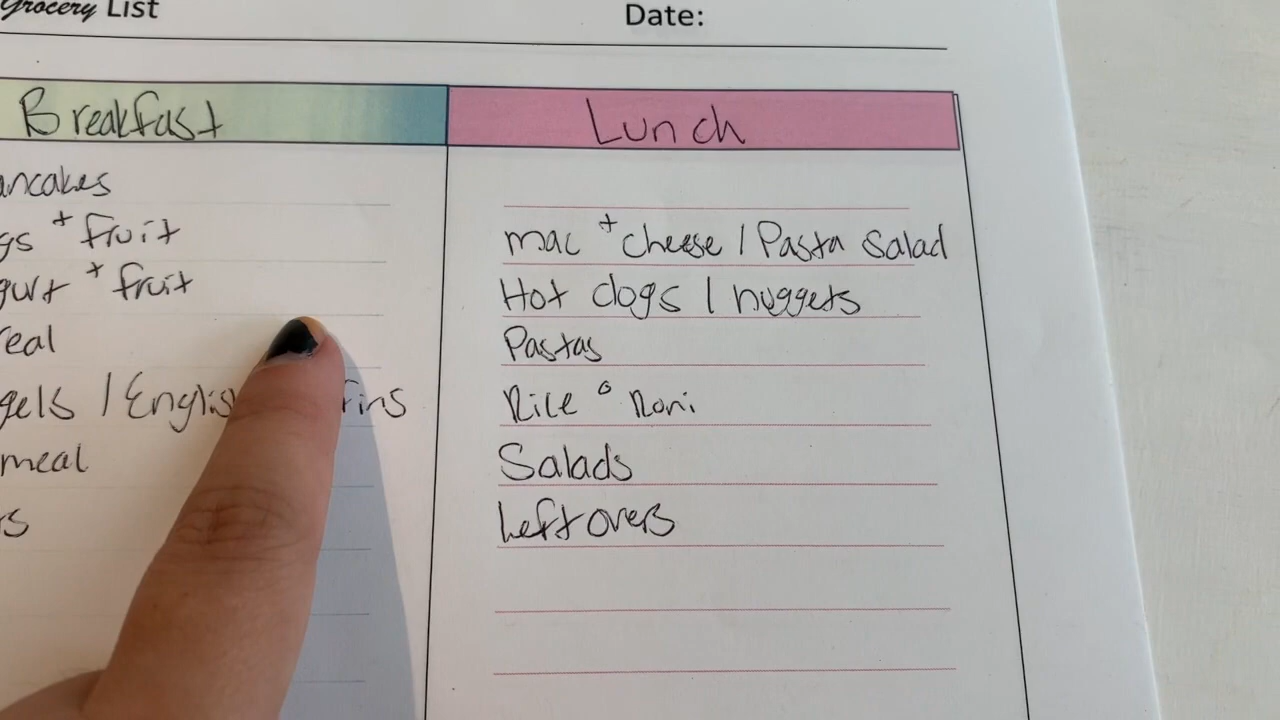 Grocery List
Date:
Breakfast
Lunch
ancakes
gs + fruit
gurt + fruit
real
gels / Englis fins
meal
rs
mac + cheese / Pasta Salad
Hot dogs / nuggets
Pastas
Rice a Roni
Salads
Leftovers